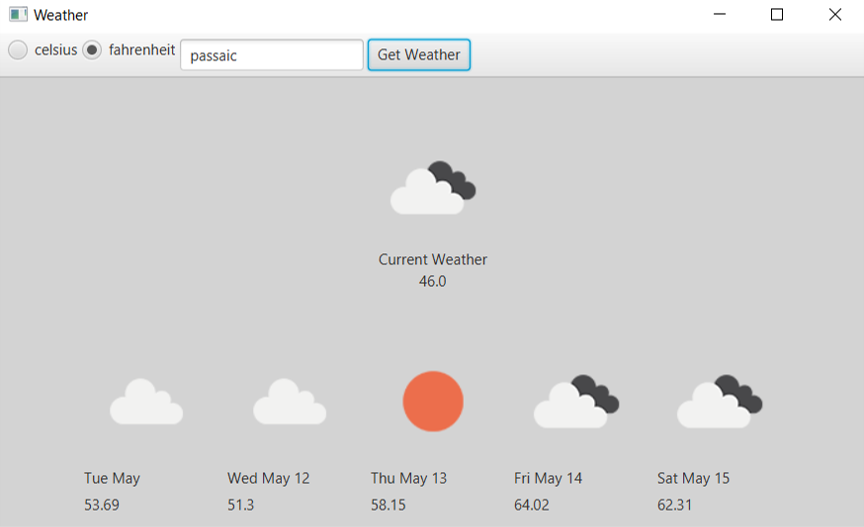 Weather
celsius fahrenheit passaic Get Weather
Current Weather
46.0
Tue May Wed May 12 Thu May 13 Fri May 14 Sat May 15
53.69 51.3 58.15 64.02 62.31